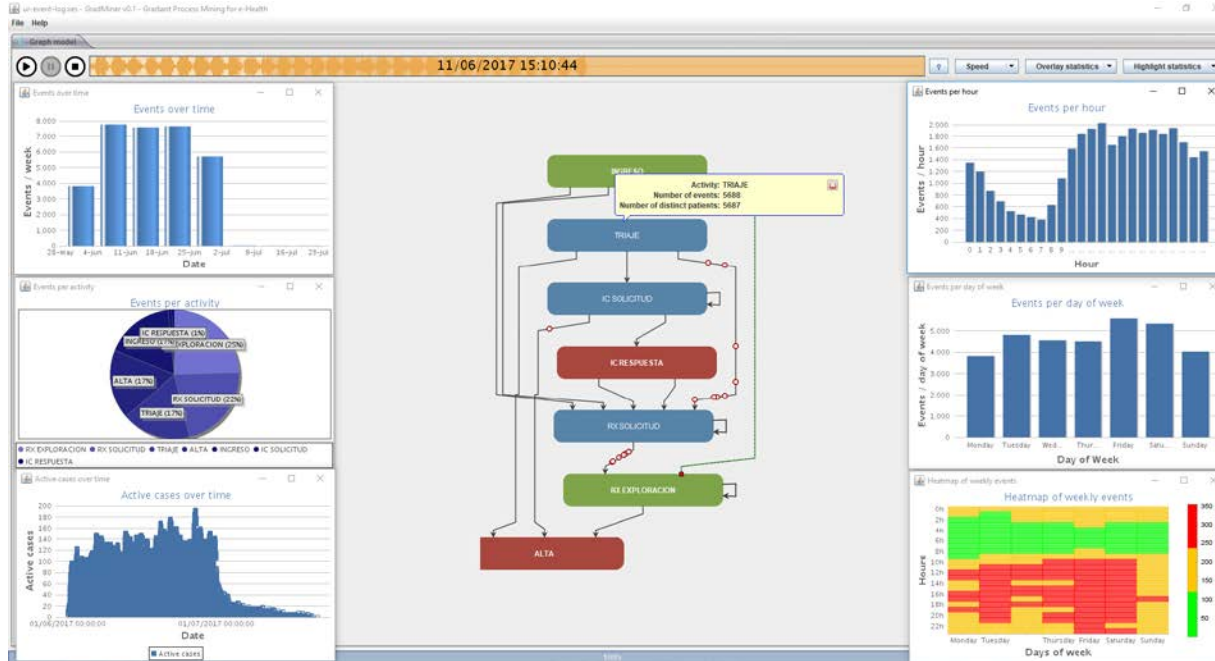 ur-event-log.xes - GradMiner v0.1 - Gradiant Process Mining for e-Health
File Help
Graph model
11/06/2017 15:10:44
Speed
Overlay statistics
Highlight statistics
Events over time
Events over time
8.000
7.000
6.000
5.000
4.000
3.000
2.000
1.000
0
Events / week
28-may 4-jun 11-jun 18-jun 25-jun 2-jul 9-jul 16-jul 23-jul
Date
Events per activity
Events per activity
IC RESPUESTA (1%)
INGRESO (17%)
EXPLORACION (25%)
ALTA (17%)
RX SOLICITUD (22%)
TRIAJE (17%)
RX EXPLORACION RX SOLICITUD TRIAJE ALTA INGRESO IC SOLICITUD
IC RESPUESTA
Active cases over time
Active cases over time
200
180
160
140
120
100
80
60
40
20
0
Active cases
01/06/2017 00:00:00 01/07/2017 00:00:00
Date
Active cases
INGRESO
Activity: TRIAJE
Number of events: 5688
Number of distinct patients: 5687
TRIAJE
IC SOLICITUD
IC RESPUESTA
RX SOLICITUD
RX EXPLORACION
ALTA
Events per hour
Events per hour
2.000
1.800
1.600
1.400
1.200
1.000
800
600
400
200
0
Events / hour
0 1 2 3 4 5 6 7 8 9
Hour
Events per day of week
Events per day of week
5.000
4.000
3.000
2.000
1.000
0
Events / day of week
Monday Tuesday Wed... Thur... Friday Satu... Sunday
Day of Week
Heatmap of weekly events
Heatmap of weekly events
0h
2h
4h
6h
8h
10h
12h
14h
16h
18h
20h
22h
Hours
Monday Tuesday Thursday Friday Saturday Sunday
Days of week
350
300
250
200
150
100
50